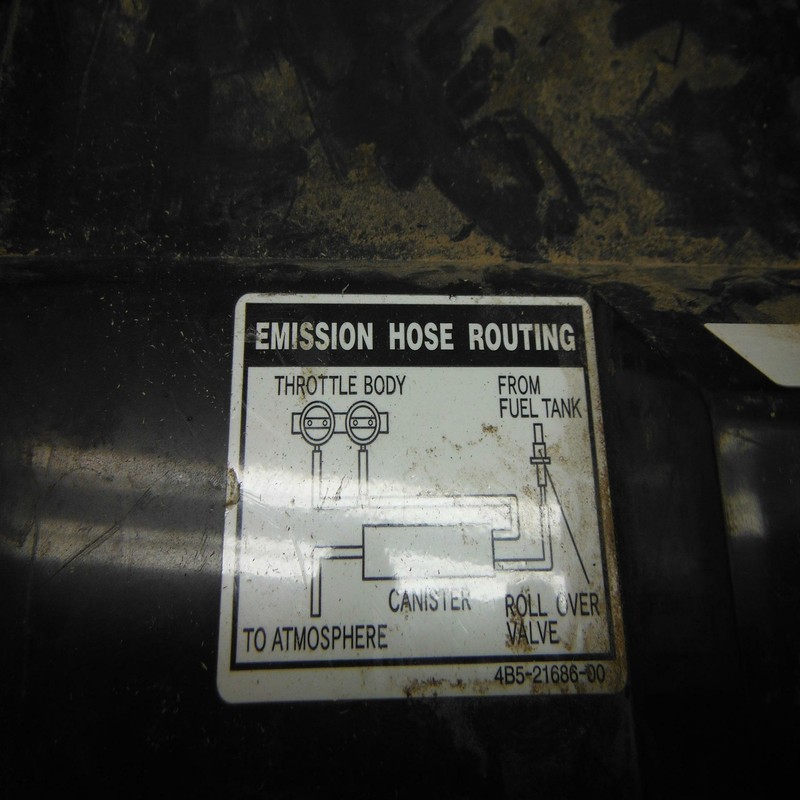 EMISSION HOSE ROUTING
THROTTLE BODY
FROM
FUEL TANK
CANISTER
ROLL OVER
VALVE
TO ATMOSPHERE
4B5-21686-00